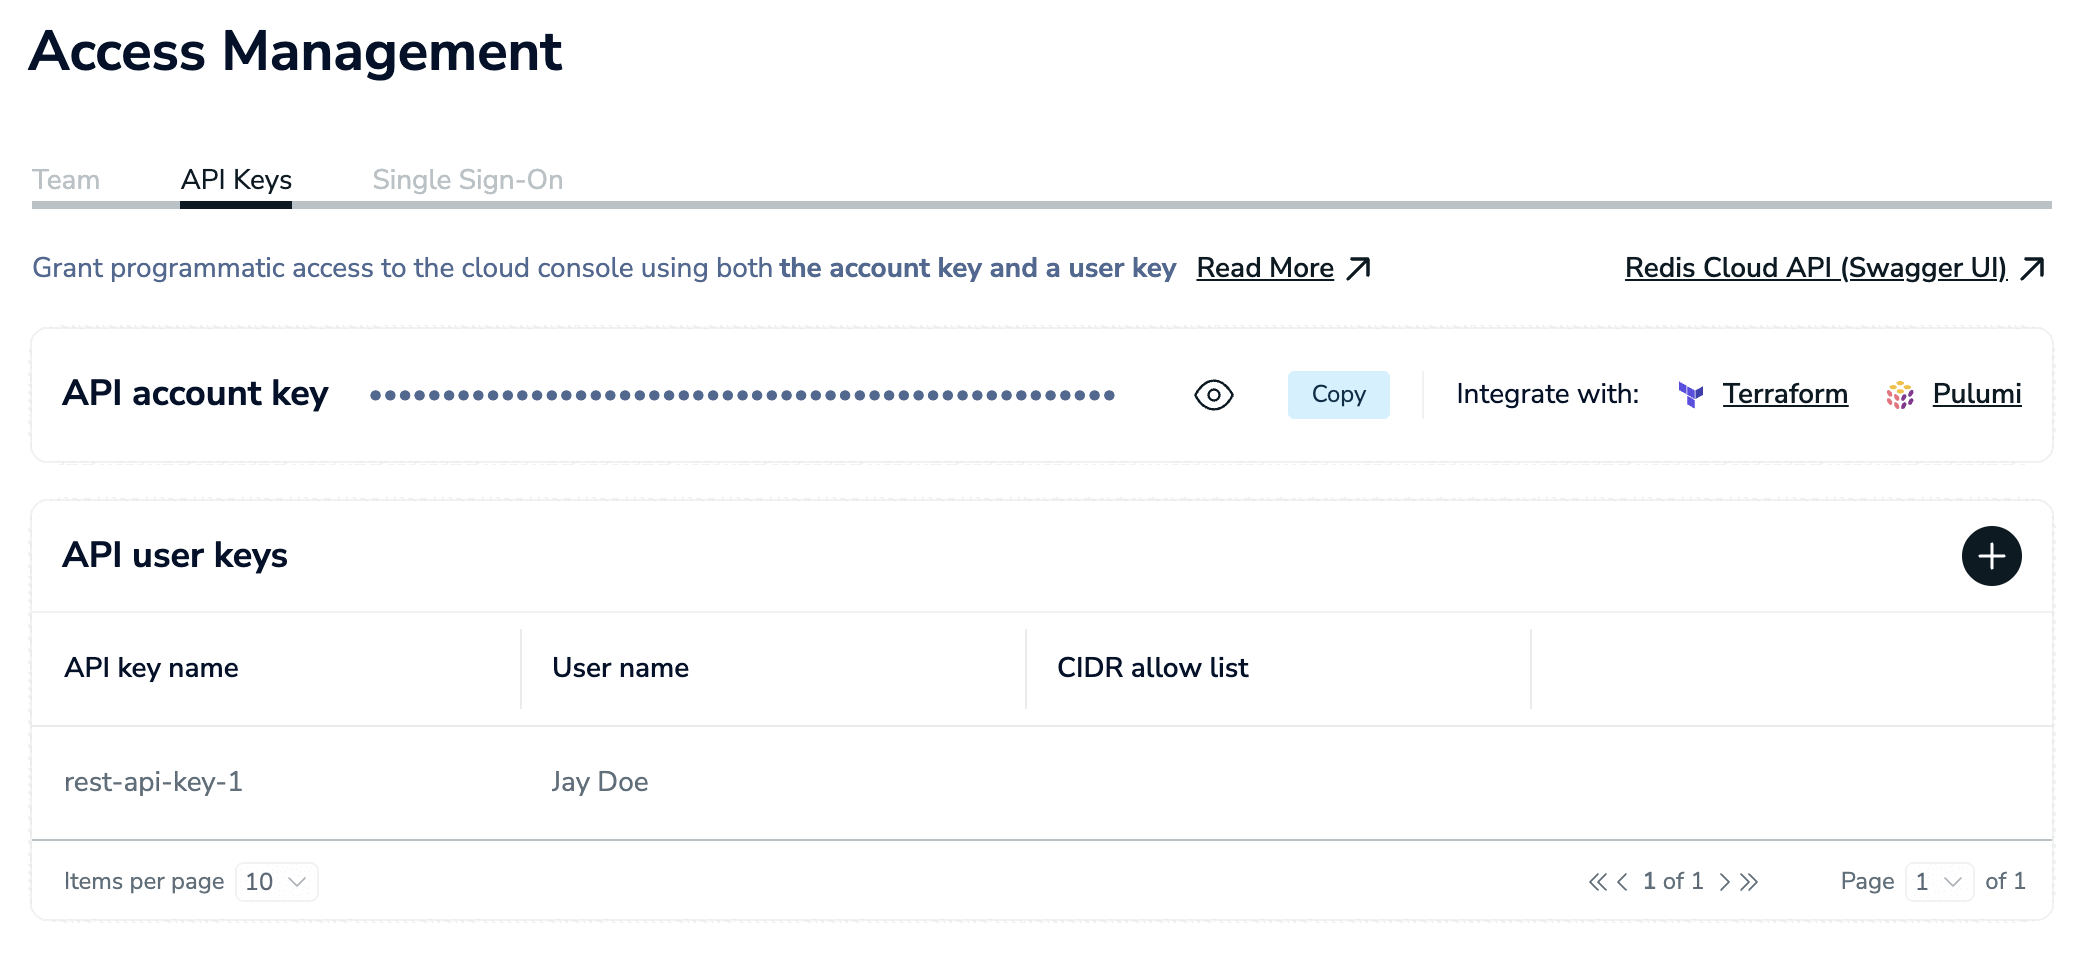 Access Management
Team API Keys Single Sign-On
Grant programmatic access to the cloud console using both the account key and a user key Read More Redis Cloud API (Swagger UI)
API account key Copy Integrate with: Terraform Pulumi
API user keys
API key name User name CIDR allow list
rest-api-key-1 Jay Doe
Items per page 10 1 of 1 Page 1 of 1